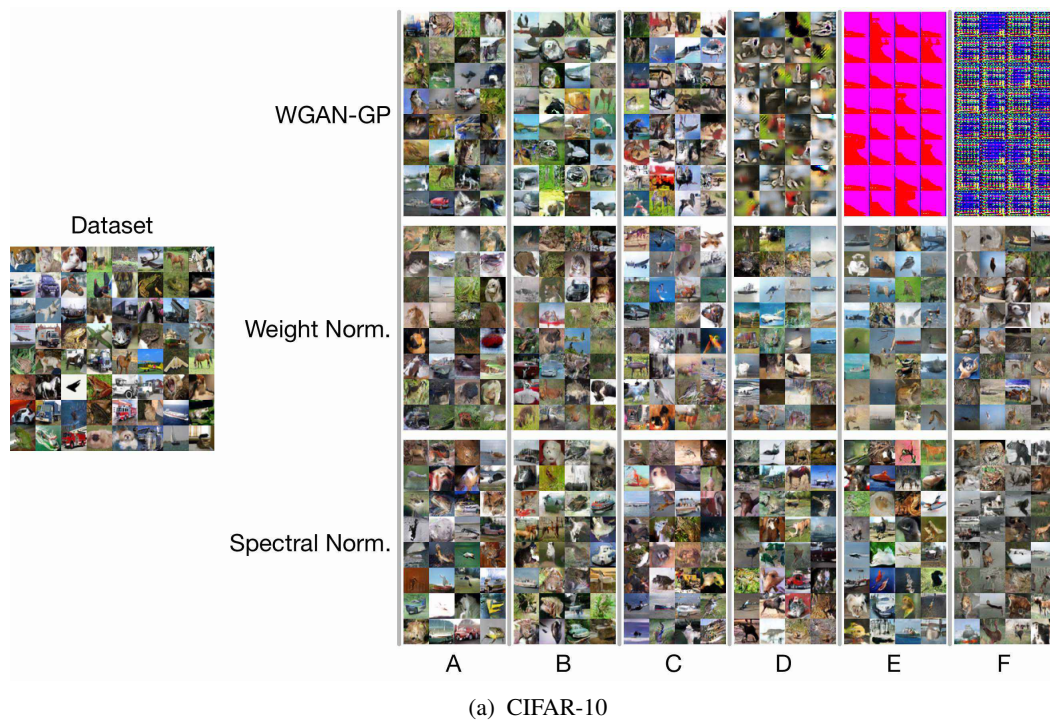 WGAN-GP
Dataset
Weight Norm.
Spectral Norm.
A B C D E F
(a) CIFAR-10